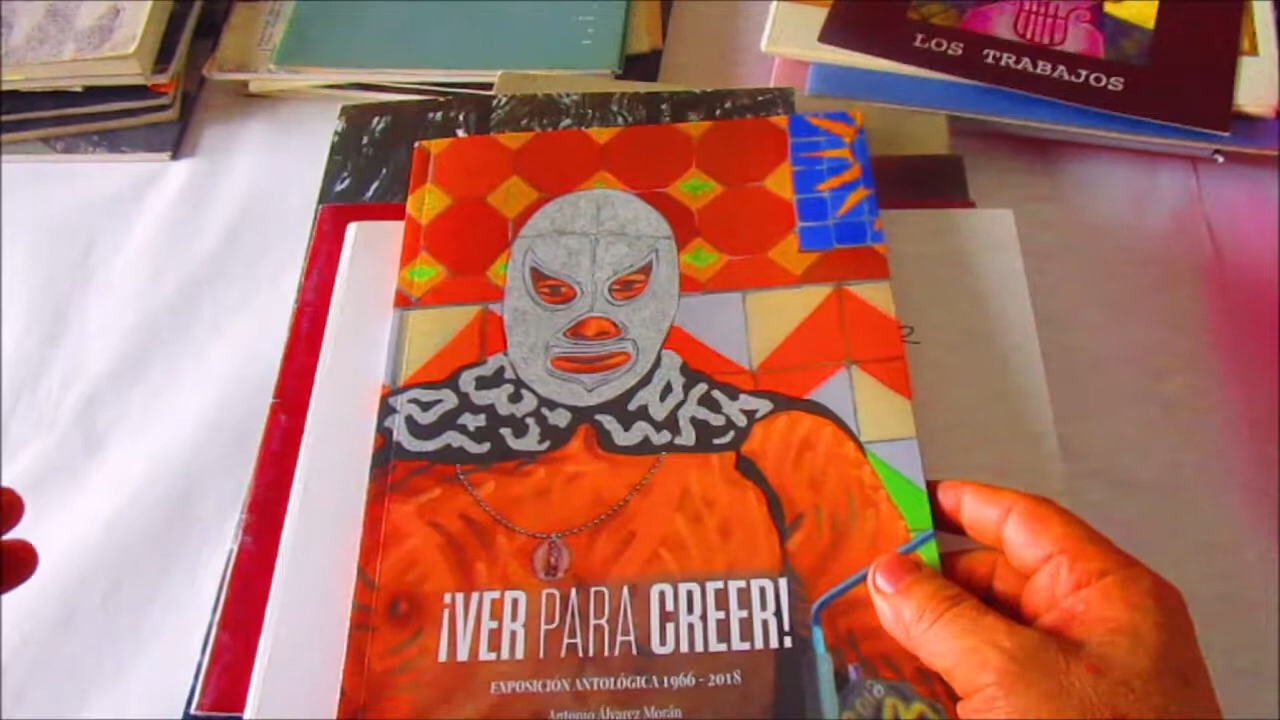 LOS TRABAJOS
¡VER PARA CREER!
EXPOSICIÓN ANTOLÓGICA 1966 - 2018
Antonio Álvarez Morán